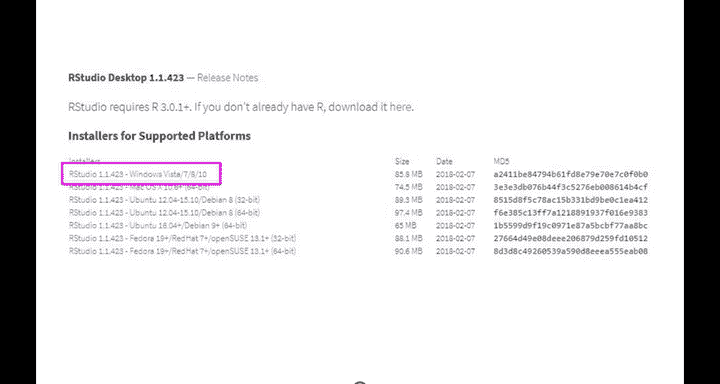 RStudio Desktop 1.1.423 — Release Notes
RStudio requires R 3.0.1+. If you don't already have R, download it here.
Installers for Supported Platforms
Installers Size Date MD5
RStudio 1.1.423 - Windows Vista/7/8/10 85.8 MB 2018-02-07 a2411be84794b61fd8e79e70e7c0f0b0
RStudio 1.1.423 - Mac OS X 10.6+ (64-bit) 74.5 MB 2018-02-07 3e3e3db076b44f3c5276eb008614b4cf
RStudio 1.1.423 - Ubuntu 12.04-15.10/Debian 8 (32-bit) 89.3 MB 2018-02-07 8515d8f5c78ac15b331bd9be0c1ea412
RStudio 1.1.423 - Ubuntu 12.04-15.10/Debian 8 (64-bit) 97.4 MB 2018-02-07 f6e385c13ff7a1218891937f016e9383
RStudio 1.1.423 - Ubuntu 16.04+/Debian 9+ (64-bit) 65 MB 2018-02-07 1b5599d9f19c0971e87a5bcbf77aa8bc
RStudio 1.1.423 - Fedora 19+/RedHat 7+/openSUSE 13.1+ (32-bit) 88.1 MB 2018-02-07 27664d49e08deee206879d259fd10512
RStudio 1.1.423 - Fedora 19+/RedHat 7+/openSUSE 13.1+ (64-bit) 90.6 MB 2018-02-07 8d3d8c49260539a590d8eeea555eab08